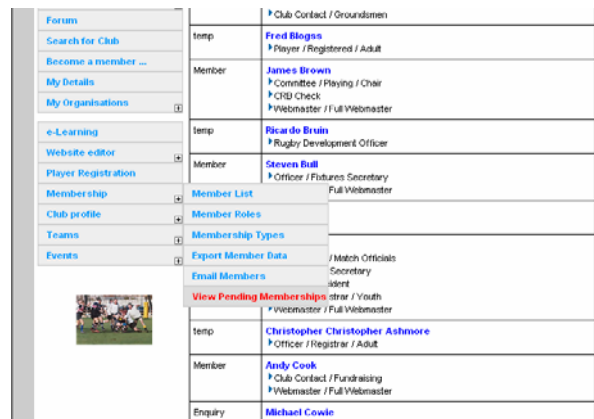 Forum
Search for Club
Become a member ...
My Details
My Organisations
e-Learning
Website editor
Player Registration
Membership
Club profile
Teams
Events
Member List
Member Roles
Membership Types
Export Member Data
Email Members
View Pending Memberships
Club Contact / Groundsmen
temp
Fred Blogss
Player / Registered / Adult
Member
James Brown
Committee / Playing / Chair
CRB Check
Webmaster / Full Webmaster
temp
Ricardo Bruin
Rugby Development Officer
Member
Steven Bull
Officer / Fixtures Secretary
Full Webmaster
/ Match Officials
Secretary
ident
strar / Youth
Webmaster / Full Webmaster
temp
Christopher Christopher Ashmore
Officer / Registrar / Adult
Member
Andy Cook
Club Contact / Fundraising
Webmaster / Full Webmaster
Enquiry
Michael Cowie